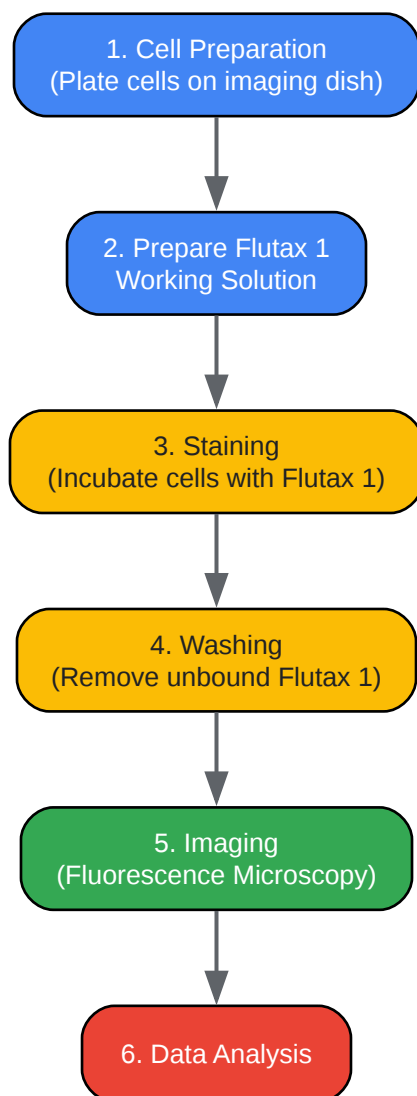 1. Cell Preparation
(Plate cells on imaging dish)
2. Prepare Flutax 1
Working Solution
3. Staining
(Incubate cells with Flutax 1)
4. Washing
(Remove unbound Flutax 1)
5. Imaging
(Fluorescence Microscopy)
6. Data Analysis